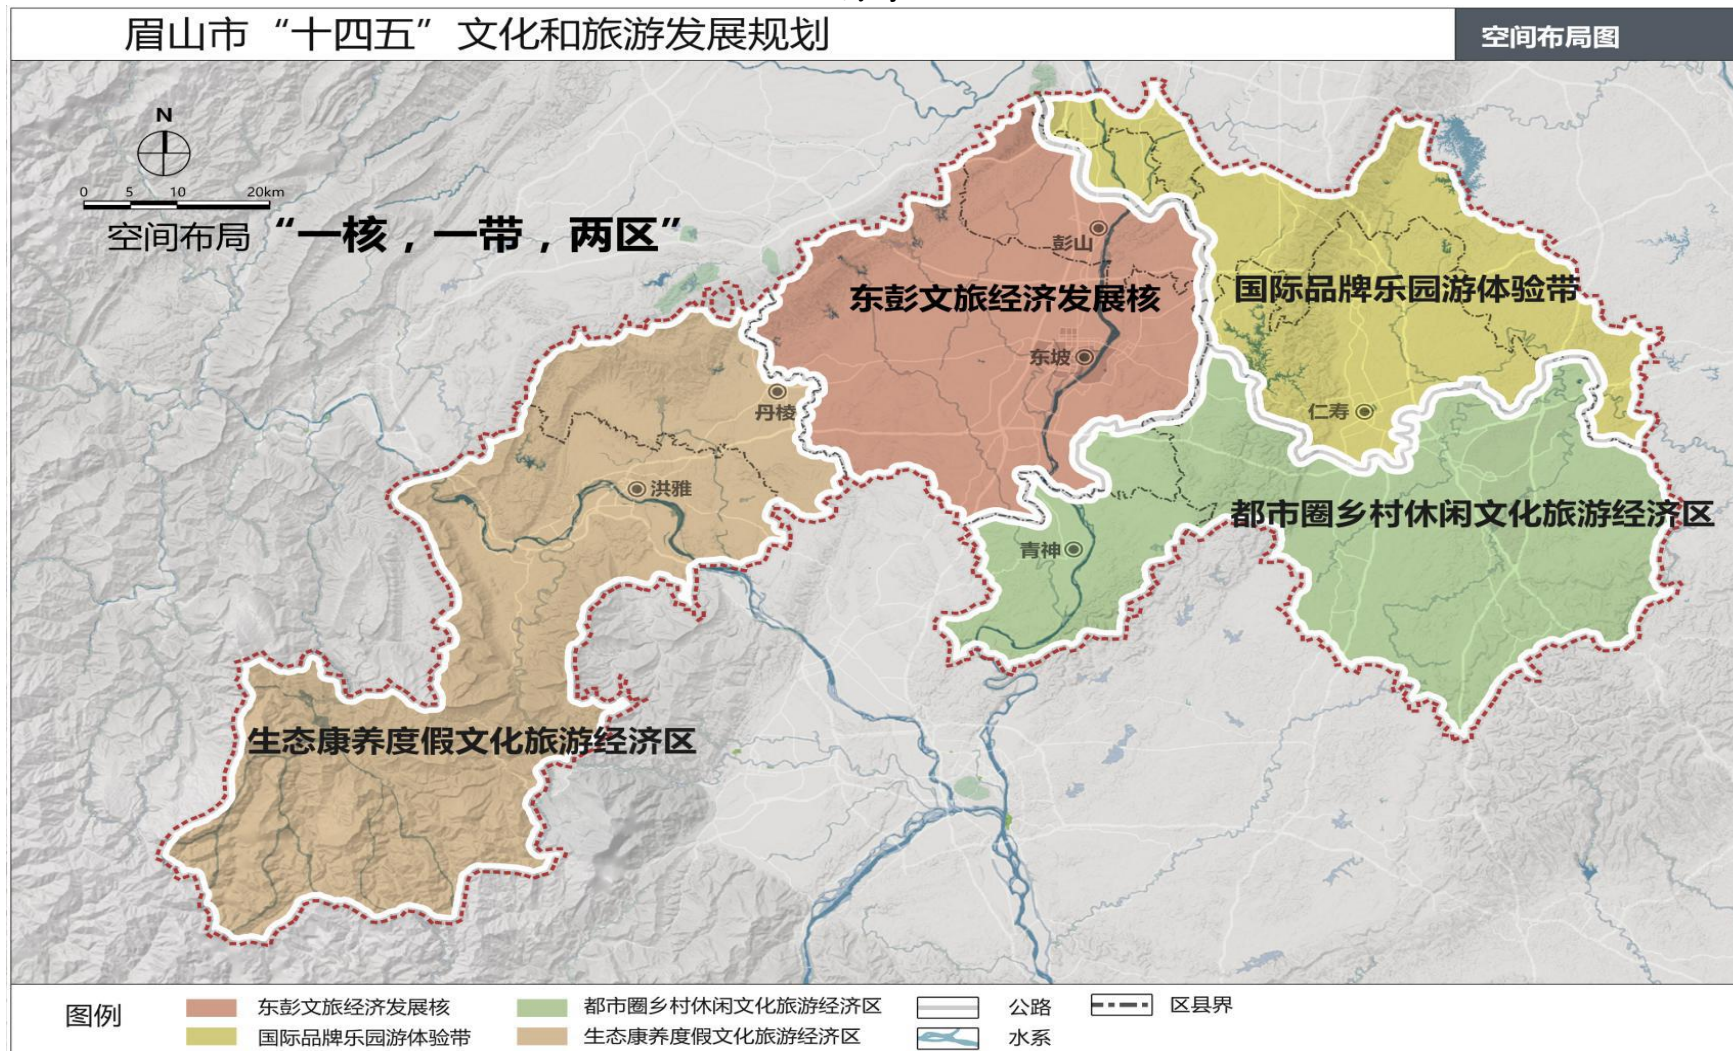 眉山市“十四五”文化和旅游发展规划
空间布局图
N
0 5 10 20km
空间布局“一核，一带，两区”
彭山
东彭文旅经济发展核
国际品牌乐园游体验带
东坡
丹棱
仁寿
洪雅
都市圈乡村休闲文化旅游经济区
青神
生态康养度假文化旅游经济区
图例
东彭文旅经济发展核
都市圈乡村休闲文化旅游经济区
公路
区县界
国际品牌乐园游体验带
生态康养度假文化旅游经济区
水系